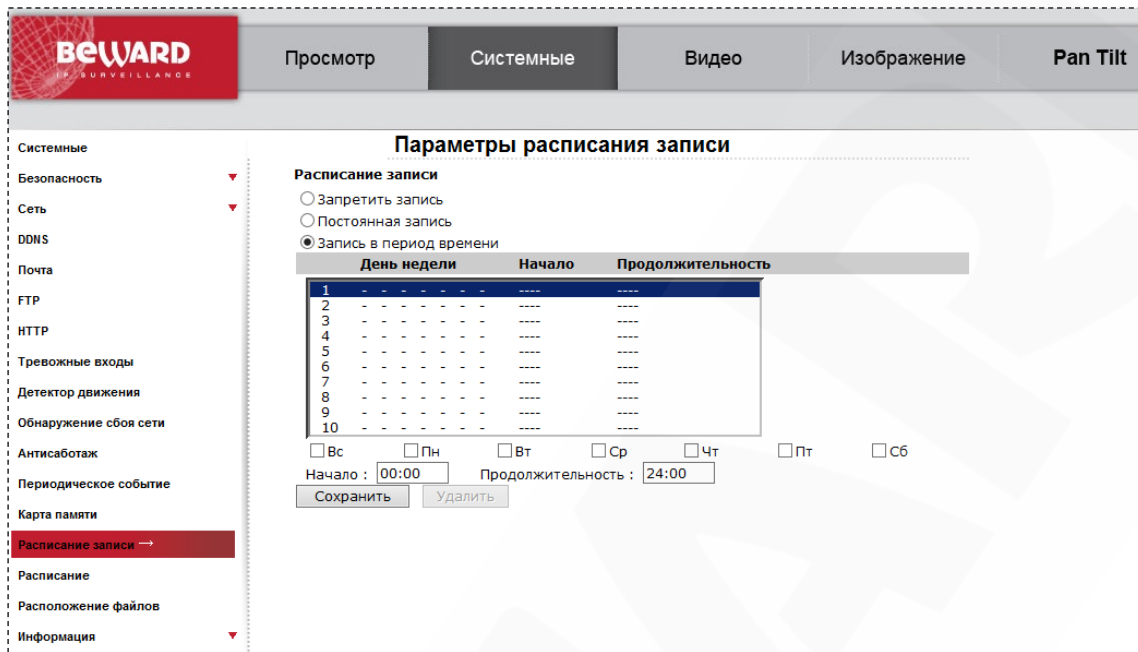 BEWARD
IP SURVEILLANCE
Просмотр
Системные
Видео
Изображение
Pan Tilt
Системные
Безопасность
Сеть
DDNS
Почта
FTP
HTTP
Тревожные входы
Детектор движения
Обнаружение сбоя сети
Антисаботаж
Периодическое событие
Карта памяти
Расписание записи →
Расписание
Расположение файлов
Информация
Параметры расписания записи
Расписание записи
Запретить запись
Постоянная запись
Запись в период времени
День недели Начало Продолжительность
1 - - - - - - - ---- ----
2 - - - - - - - ---- ----
3 - - - - - - - ---- ----
4 - - - - - - - ---- ----
5 - - - - - - - ---- ----
6 - - - - - - - ---- ----
7 - - - - - - - ---- ----
8 - - - - - - - ---- ----
9 - - - - - - - ---- ----
10 - - - - - - - ---- ----
Вс Пн Вт Ср Чт Пт Сб
Начало : 00:00 Продолжительность : 24:00
Сохранить Удалить